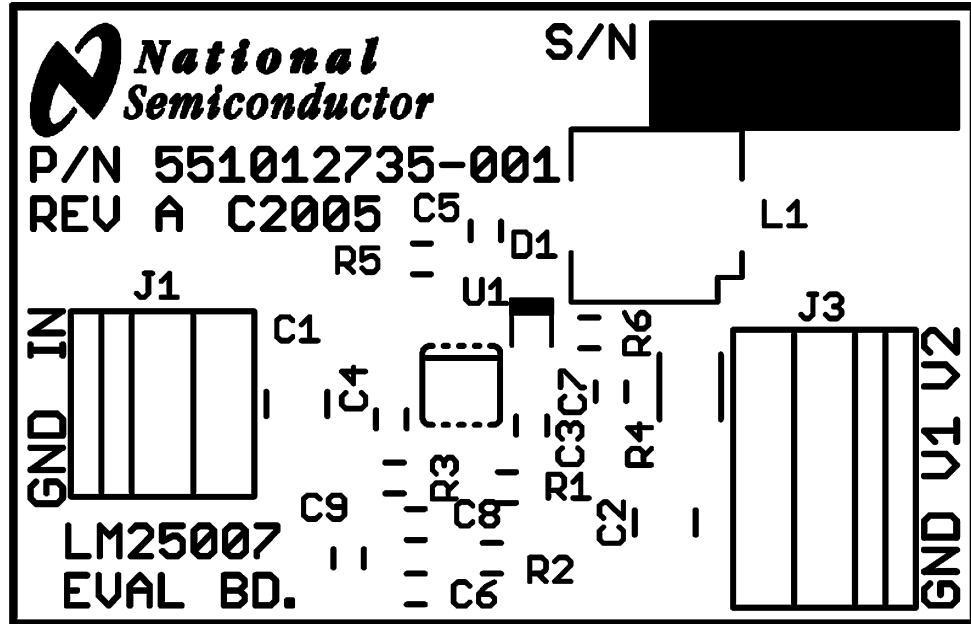 National
Semiconductor
S/N
P/N 551012735-001
REV A C2005
C5
L1
R5
D1
J1
U1
J3
C1
R6
GND IN
C4
C7
C3
R4
GND V1 V2
R3
R1
C9
C8
C2
LM25007
R2
EVAL BD.
C6